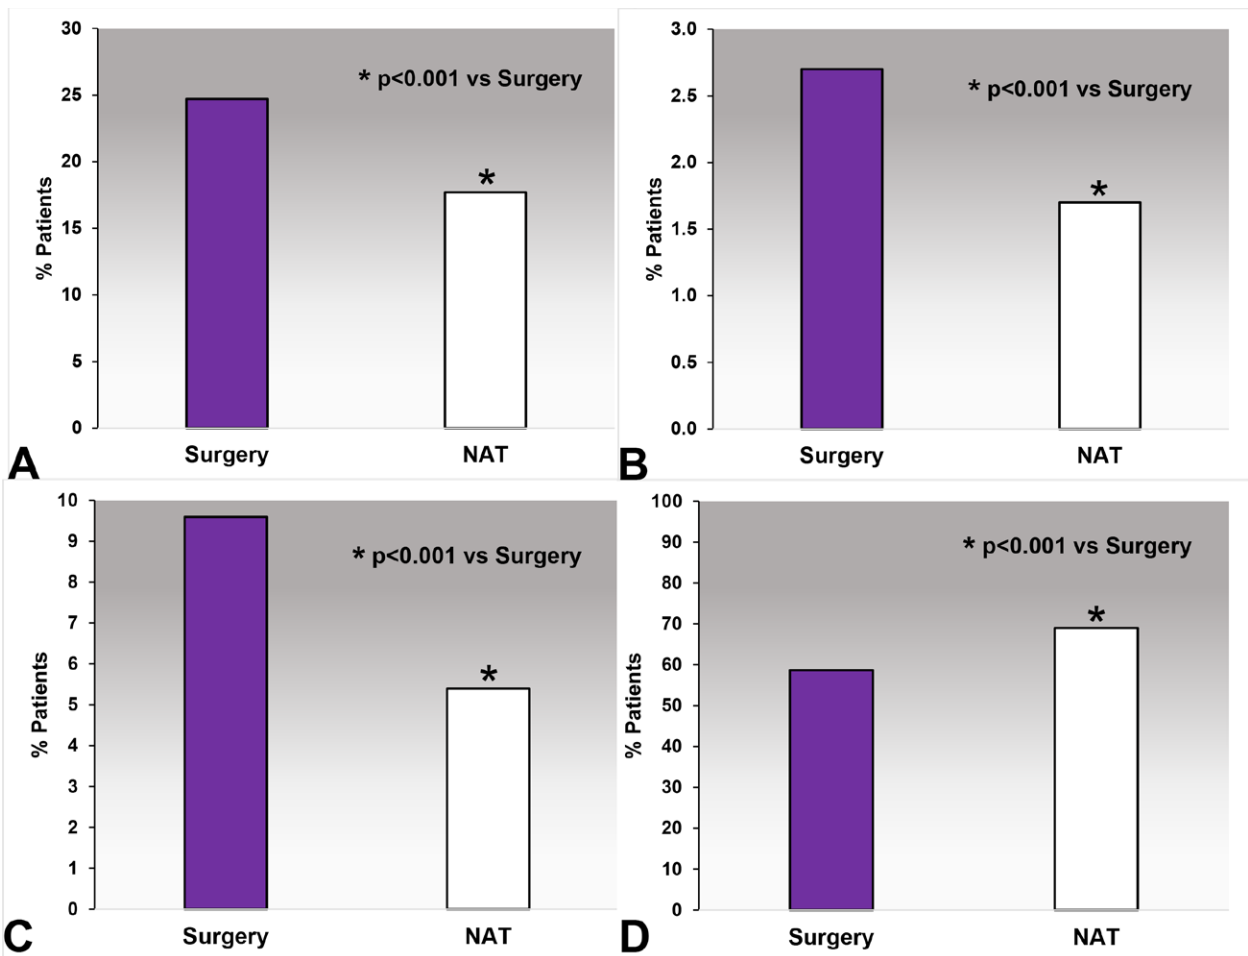 30
25
20
15
10
5
0
% Patients
* p<0.001 vs Surgery
*
Surgery
NAT
A
3.0
2.5
2.0
1.5
1.0
0.5
0.0
% Patients
* p<0.001 vs Surgery
*
Surgery
NAT
B
10
9
8
7
6
5
4
3
2
1
0
% Patients
* p<0.001 vs Surgery
*
Surgery
NAT
C
100
90
80
70
60
50
40
30
20
10
0
% Patients
* p<0.001 vs Surgery
*
Surgery
NAT
D